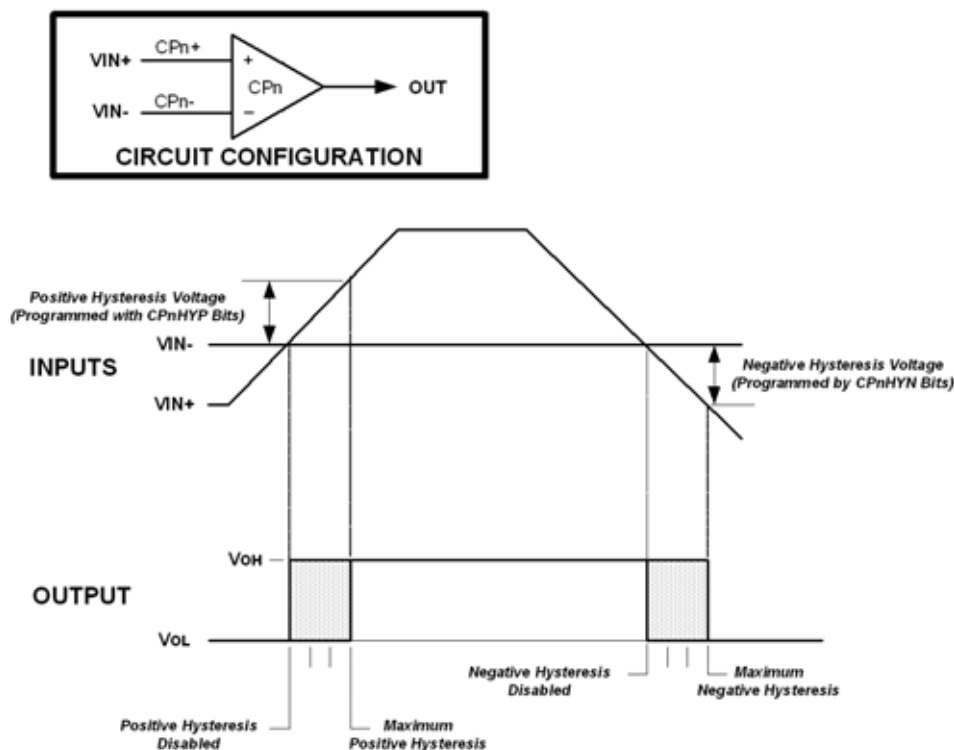 VIN+
CPn+
+
CPn
OUT
VIN-
CPn-
−
CIRCUIT CONFIGURATION
Positive Hysteresis Voltage
(Programmed with CPnHYP Bits)
VIN-
INPUTS
Negative Hysteresis Voltage
(Programmed by CPnHYN Bits)
VIN+
VOH
OUTPUT
VOL
Negative Hysteresis
Disabled
Maximum
Negative Hysteresis
Positive Hysteresis
Disabled
Maximum
Positive Hysteresis